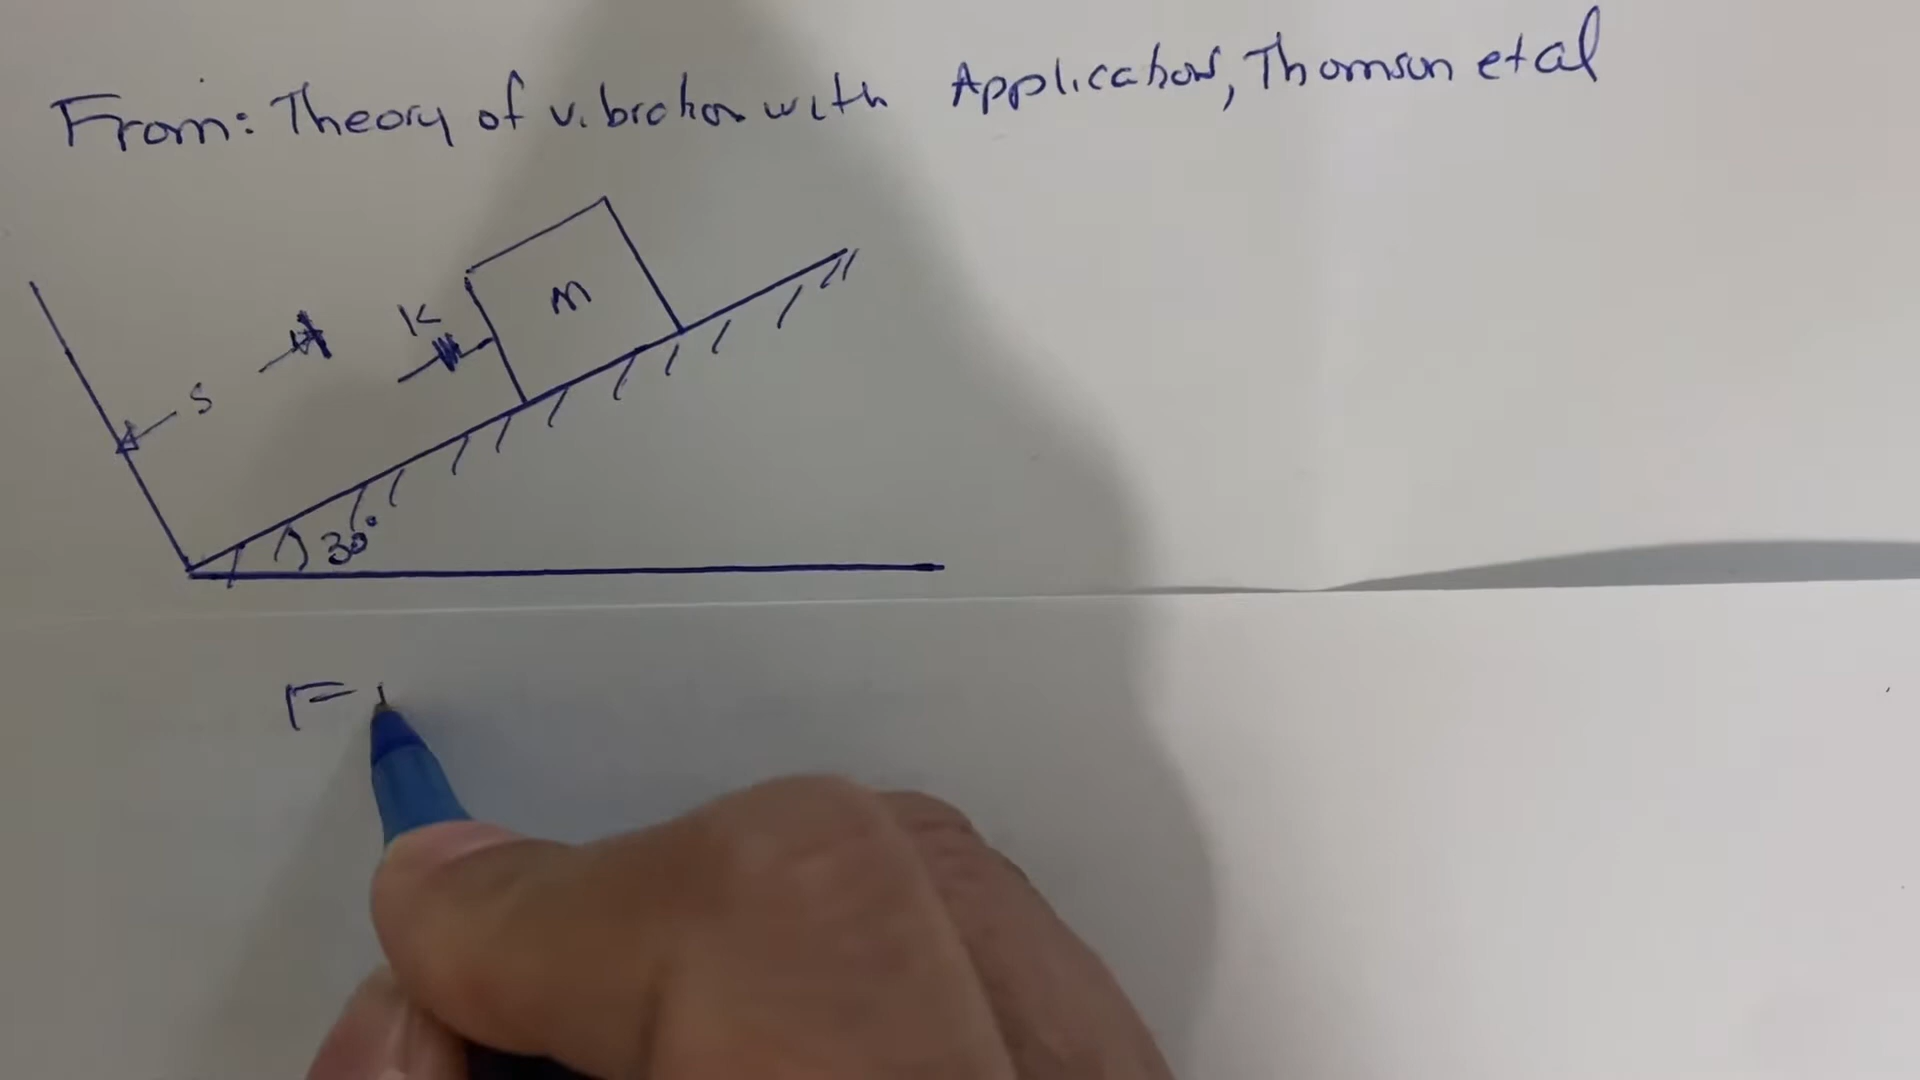 From: Theory of vibration with Applications, Thomson et al
K
m
S
30°
F